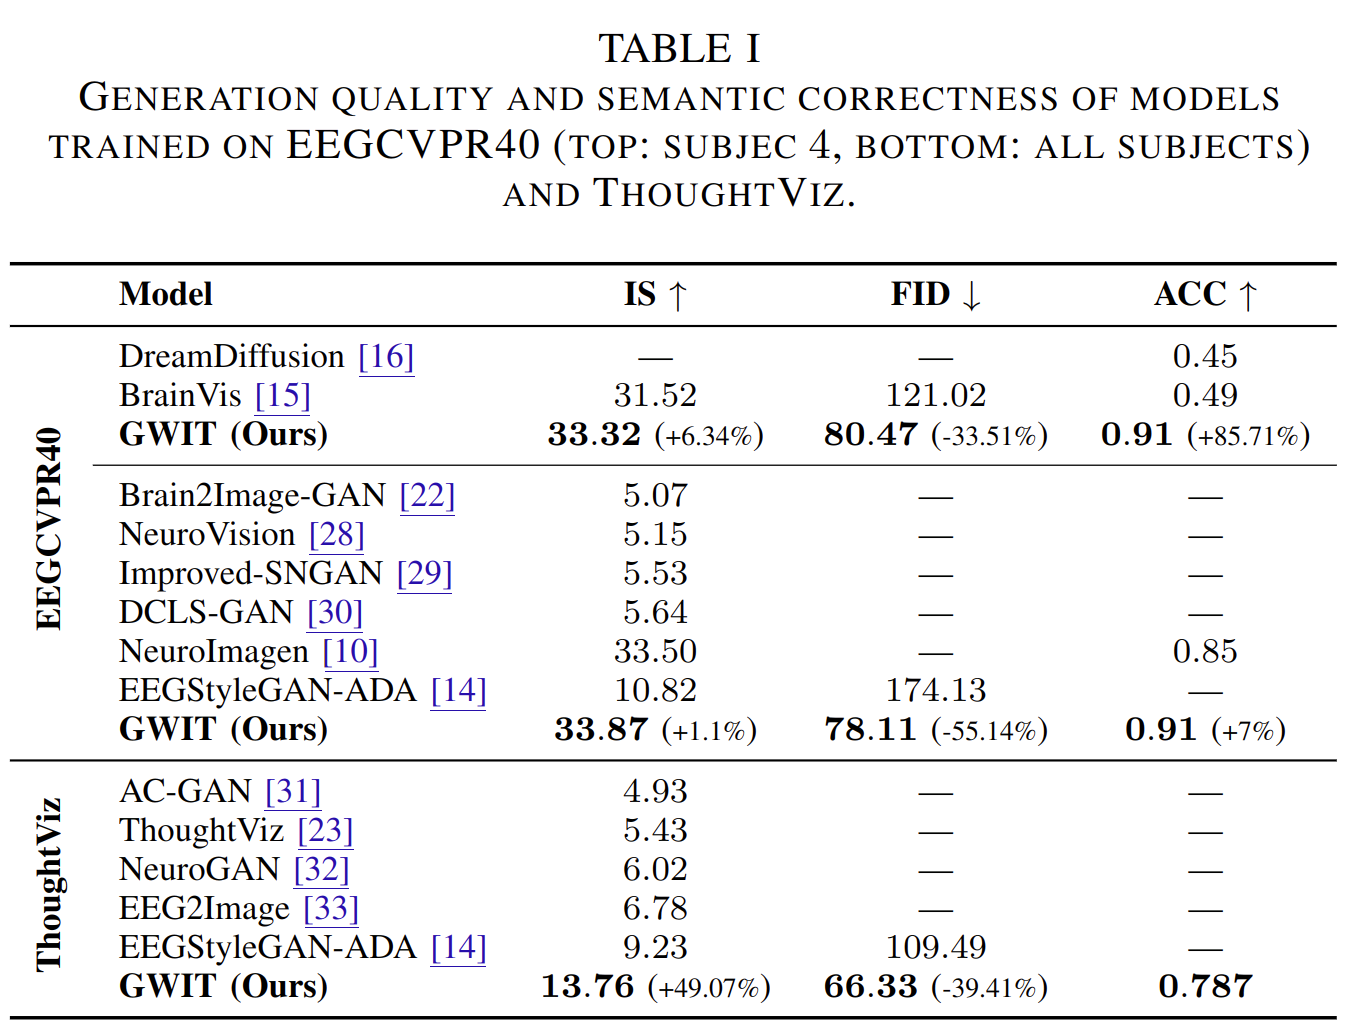 TABLE I
GENERATION QUALITY AND SEMANTIC CORRECTNESS OF MODELS
TRAINED ON EEGCVPR40 (TOP: SUBJEC 4, BOTTOM: ALL SUBJECTS)
AND THOUGHTVIZ.
Model IS ↑ FID ↓ ACC ↑
EEGCVPR40
DreamDiffusion [16] — — 0.45
BrainVis [15] 31.52 121.02 0.49
GWIT (Ours) 33.32 (+6.34%) 80.47 (-33.51%) 0.91 (+85.71%)
Brain2Image-GAN [22] 5.07 — —
NeuroVision [28] 5.15 — —
Improved-SNGAN [29] 5.53 — —
DCLS-GAN [30] 5.64 — —
NeuroImagen [10] 33.50 — 0.85
EEGStyleGAN-ADA [14] 10.82 174.13 —
GWIT (Ours) 33.87 (+1.1%) 78.11 (-55.14%) 0.91 (+7%)
ThoughtViz
AC-GAN [31] 4.93 — —
ThoughtViz [23] 5.43 — —
NeuroGAN [32] 6.02 — —
EEG2Image [33] 6.78 — —
EEGStyleGAN-ADA [14] 9.23 109.49 —
GWIT (Ours) 13.76 (+49.07%) 66.33 (-39.41%) 0.787